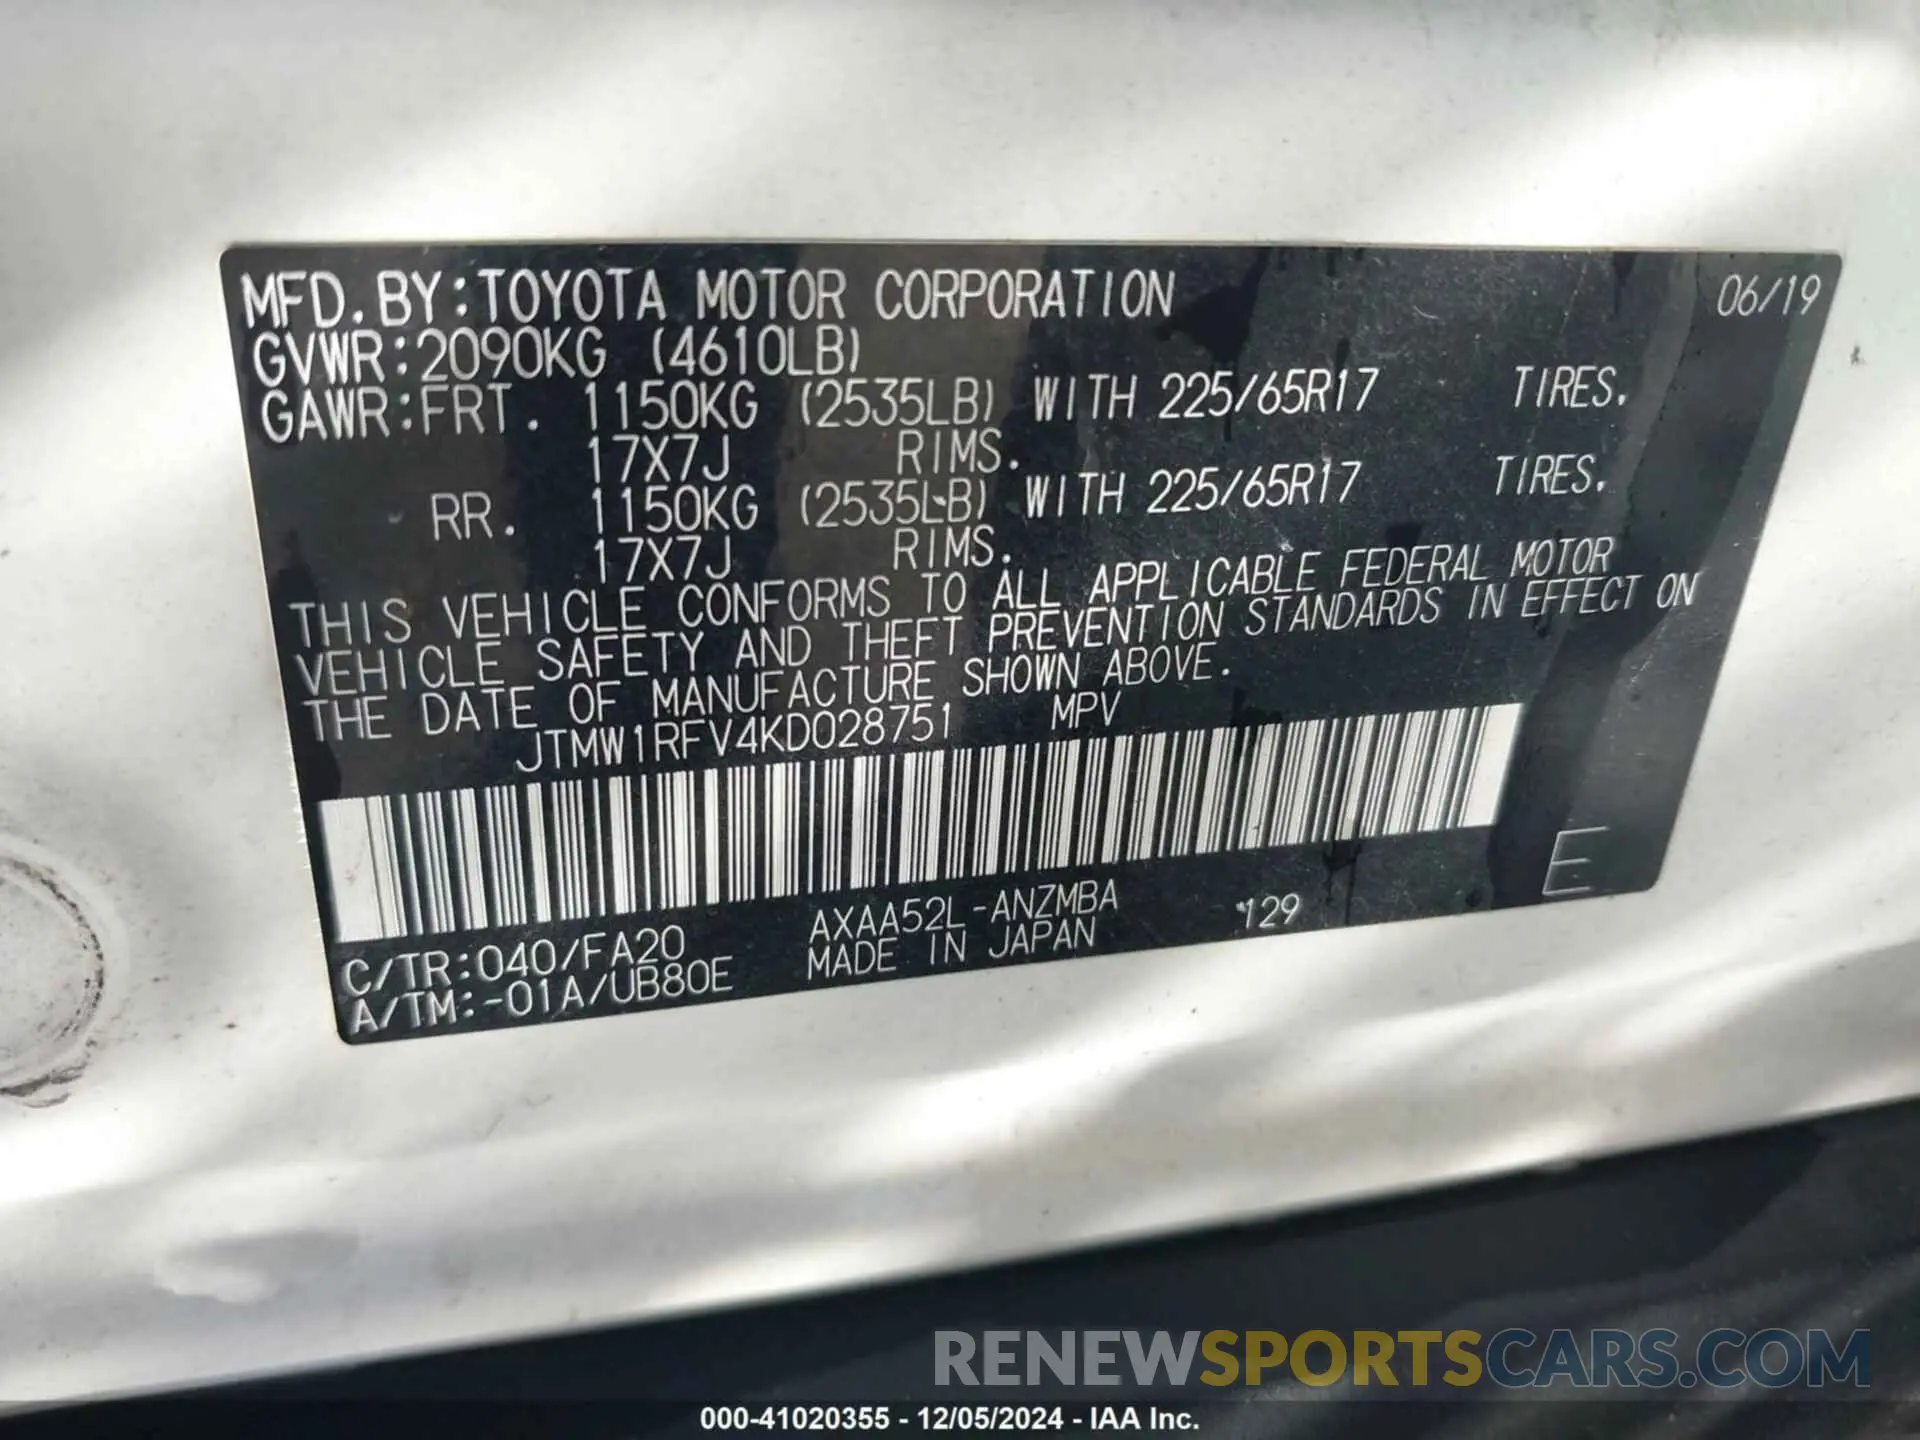 MFD. BY: TOYOTA MOTOR CORPORATION 06/19
GVWR: 2090KG (4610LB)
GAWR: FRT. 1150KG (2535LB) WITH 225/65R17 TIRES.
17X7J RIMS.
RR. 1150KG (2535LB) WITH 225/65R17 TIRES.
17X7J RIMS.
THIS VEHICLE CONFORMS TO ALL APPLICABLE FEDERAL MOTOR
VEHICLE SAFETY AND THEFT PREVENTION STANDARDS IN EFFECT ON
THE DATE OF MANUFACTURE SHOWN ABOVE.
JTMW1RFV4KD028751 MPV
C/TR: 040/FA20 AXAA52L-ANZMBA *129 E
A/TM: -01A/UB80E MADE IN JAPAN
RENEWSPORTSCARS.COM
000-41020355 - 12/05/2024 - IAA Inc.